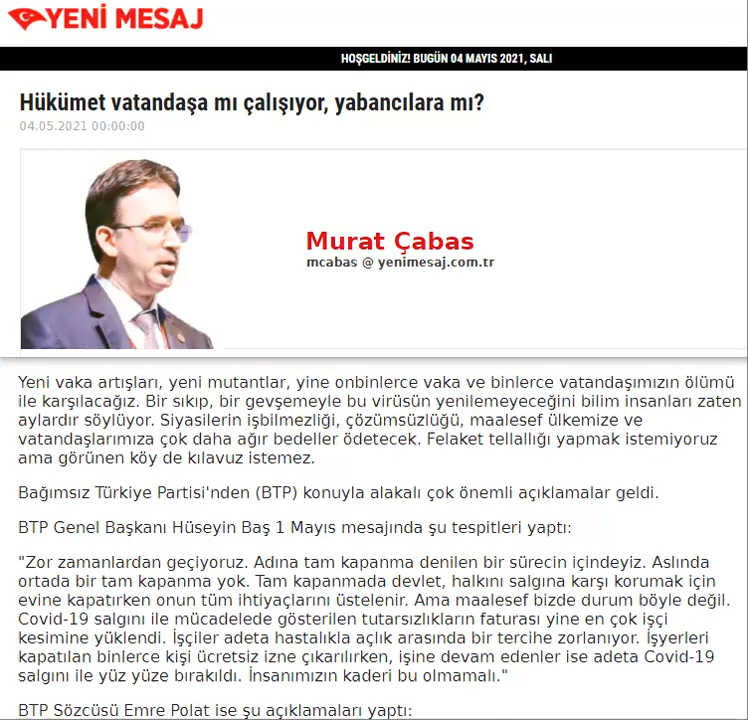 YENİ MESAJ
HOŞGELDİNİZ! BUGÜN 04 MAYIS 2021, SALI
Hükümet vatandaşa mı çalışıyor, yabancılara mı?
04.05.2021 00:00:00
Murat Çabas
mcabas @ yenimesaj.com.tr
Yeni vaka artışları, yeni mutantlar, yine onbinlerce vaka ve binlerce vatandaşımızın ölümü
ile karşılacağız. Bir sıkıp, bir gevşemeyle bu virüsün yenilemeyeceğini bilim insanları zaten
aylardır söylüyor. Siyasilerin işbilmezliği, çözümsüzlüğü, maalesef ülkemize ve
vatandaşlarımıza çok daha ağır bedeller ödetecek. Felaket tellallığı yapmak istemiyoruz
ama görünen köy de kılavuz istemez.
Bağımsız Türkiye Partisi'nden (BTP) konuyla alakalı çok önemli açıklamalar geldi.
BTP Genel Başkanı Hüseyin Baş 1 Mayıs mesajında şu tespitleri yaptı:
"Zor zamanlardan geçiyoruz. Adına tam kapanma denilen bir sürecin içindeyiz. Aslında
ortada bir tam kapanma yok. Tam kapanmada devlet, halkını salgına karşı korumak için
evine kapatırken onun tüm ihtiyaçlarını üstelenir. Ama maalesef bizde durum böyle değil.
Covid-19 salgını ile mücadelede gösterilen tutarsızlıkların faturası yine en çok işçi
kesimine yüklendi. İşçiler adeta hastalıkla açlık arasında bir tercihe zorlanıyor. İşyerleri
kapatılan binlerce kişi ücretsiz izne çıkarılırken, işine devam edenler ise adeta Covid-19
salgını ile yüz yüze bırakıldı. İnsanımızın kaderi bu olmamalı."
BTP Sözcüsü Emre Polat ise şu açıklamaları yaptı: